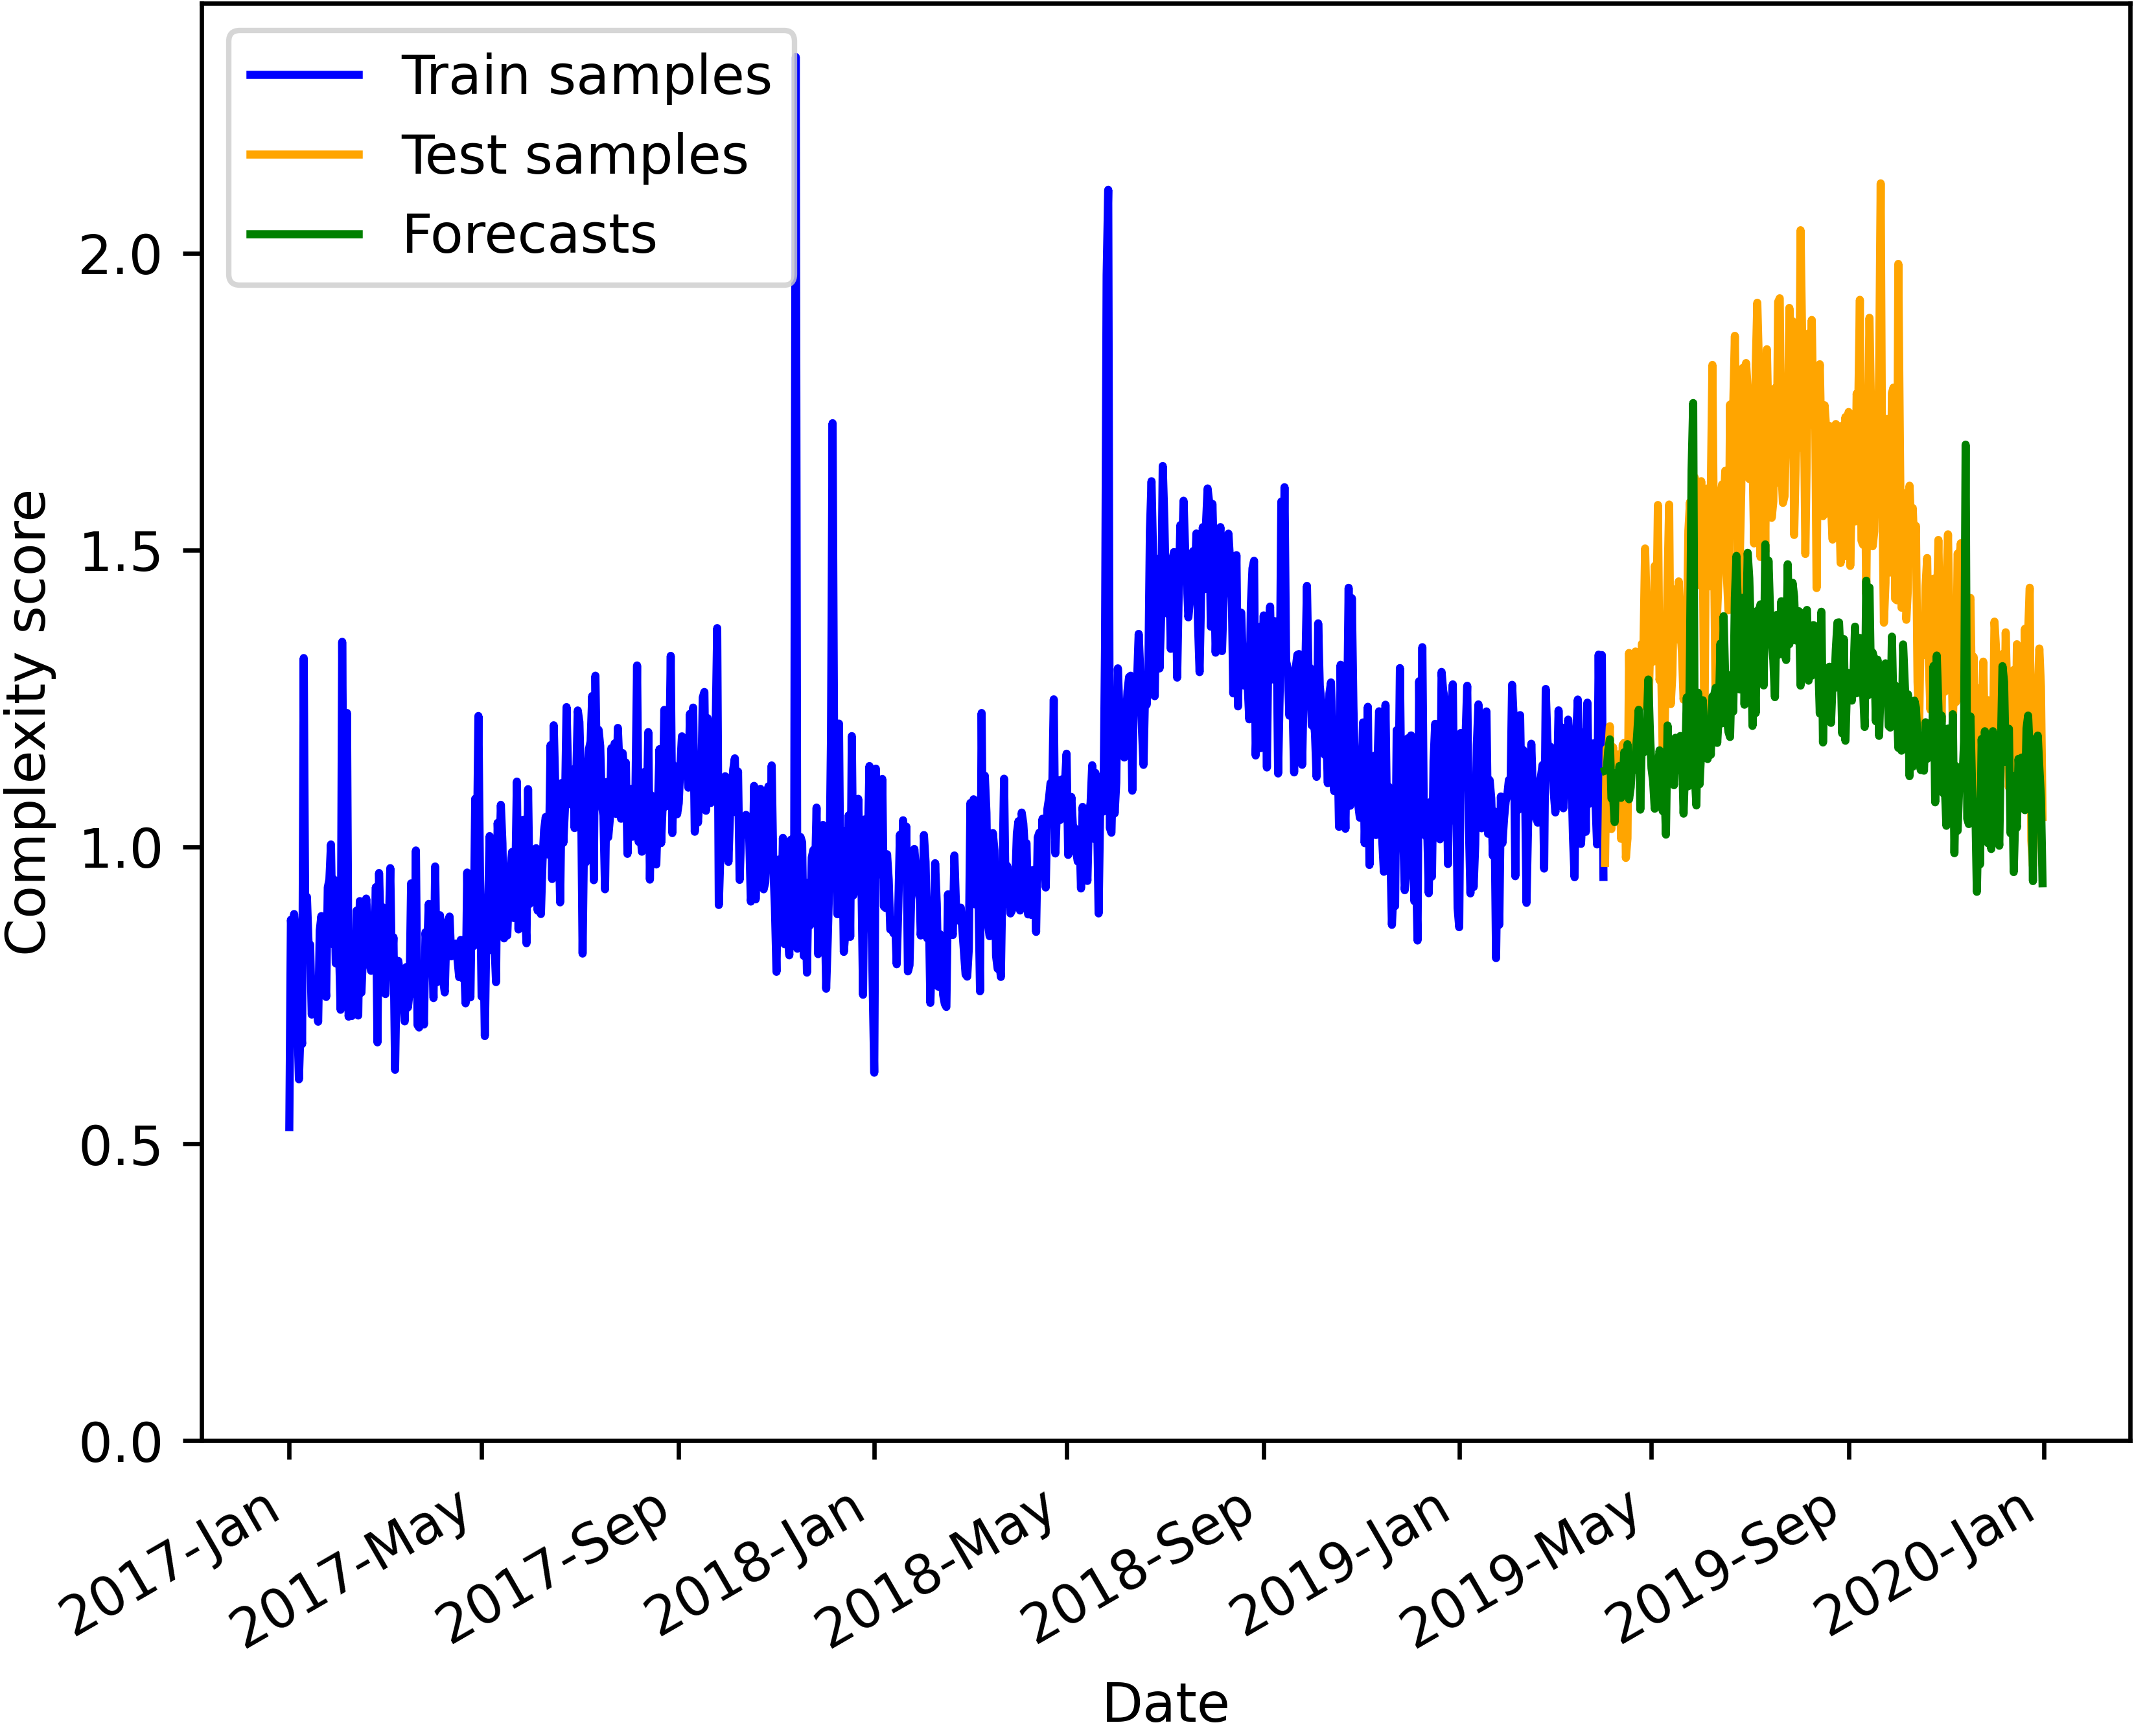 Train samples
Test samples
Forecasts
Complexity score
2.0
1.5
1.0
0.5
0.0
2017-Jan
2017-May
2017-Sep
2018-Jan
2018-May
2018-Sep
2019-Jan
2019-May
2019-Sep
2020-Jan
Date